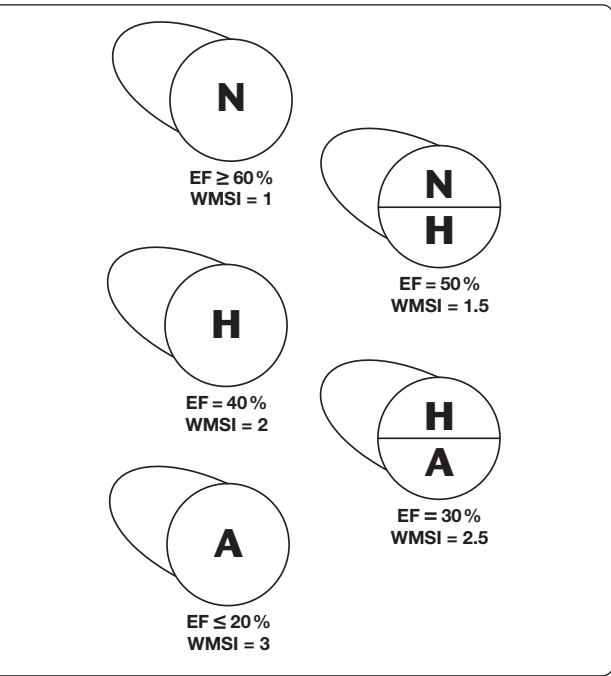 N
EF ≥ 60%
WMSI = 1
N
H
EF = 50%
WMSI = 1.5
H
EF = 40%
WMSI = 2
H
A
EF = 30%
WMSI = 2.5
A
EF ≤ 20%
WMSI = 3